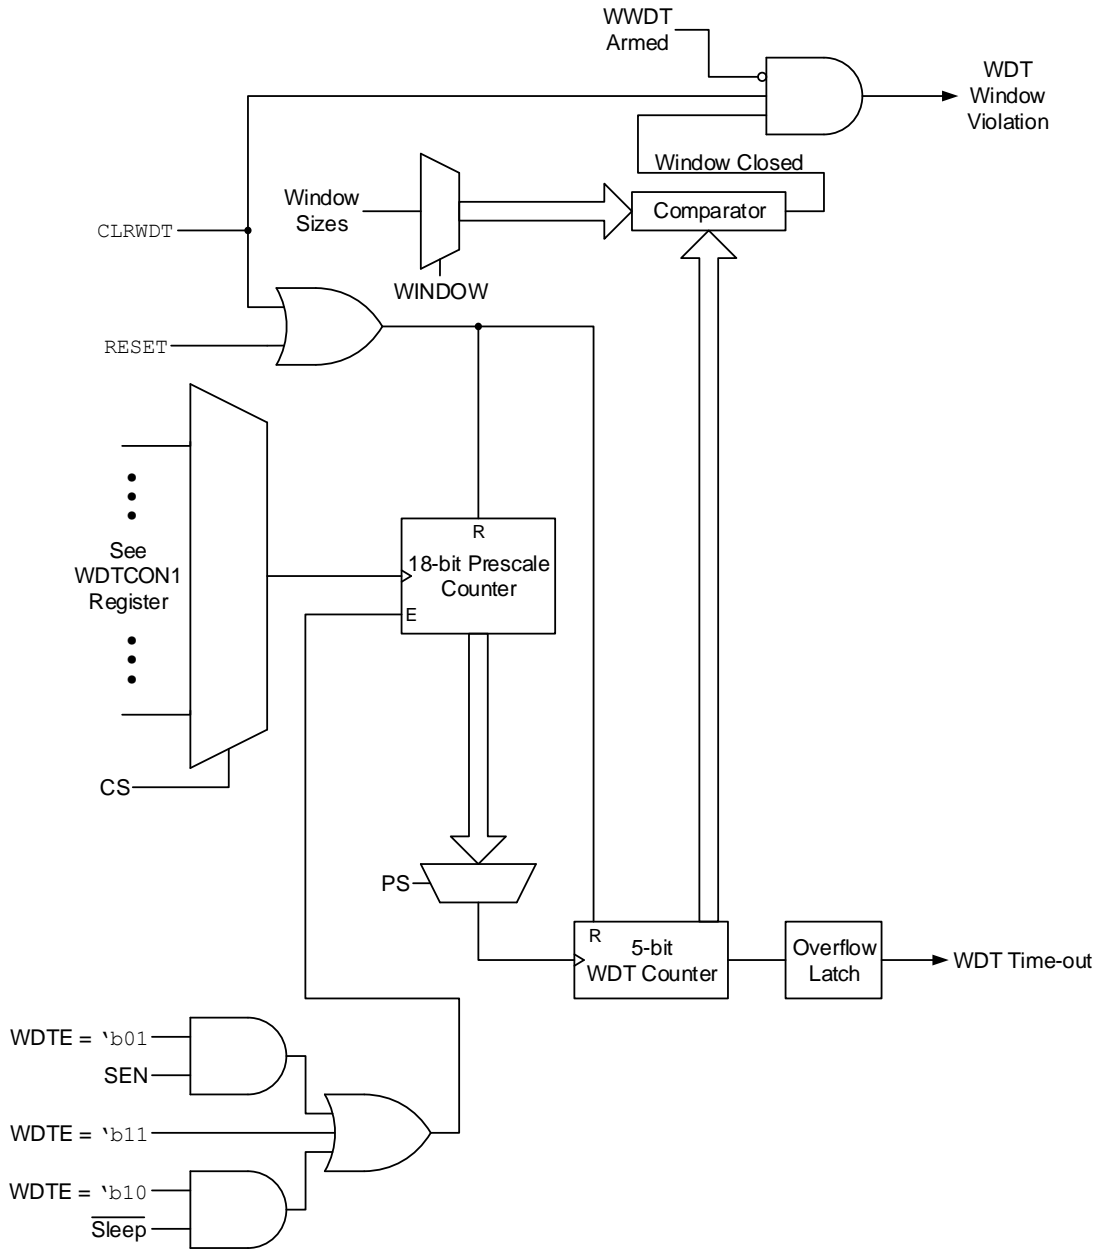 WWDT
Armed
WDT
Window
Violation
Window Closed
Window
Sizes
Comparator
CLRWDT
WINDOW
RESET
R
See
WDTCON1
Register
18-bit Prescale
Counter
E
CS
PS
R
5-bit
WDT Counter
Overflow
Latch
WDT Time-out
WDTE = ‘b01
SEN
WDTE = ‘b11
WDTE = ‘b10
Sleep